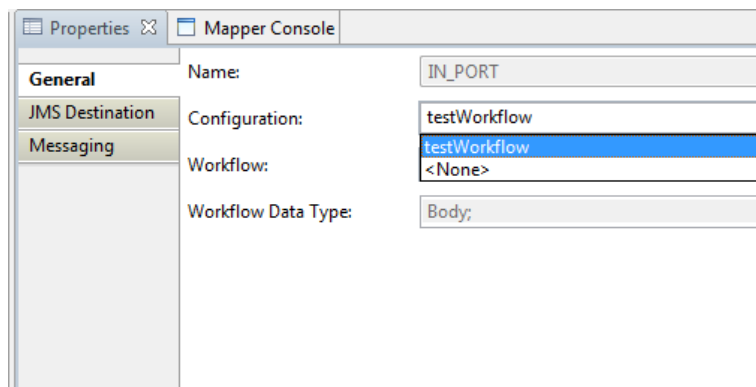 Properties Mapper Console
General
JMS Destination
Messaging
Name: IN_PORT
Configuration: testWorkflow
testWorkflow
<None>
Workflow:
Workflow Data Type: Body;